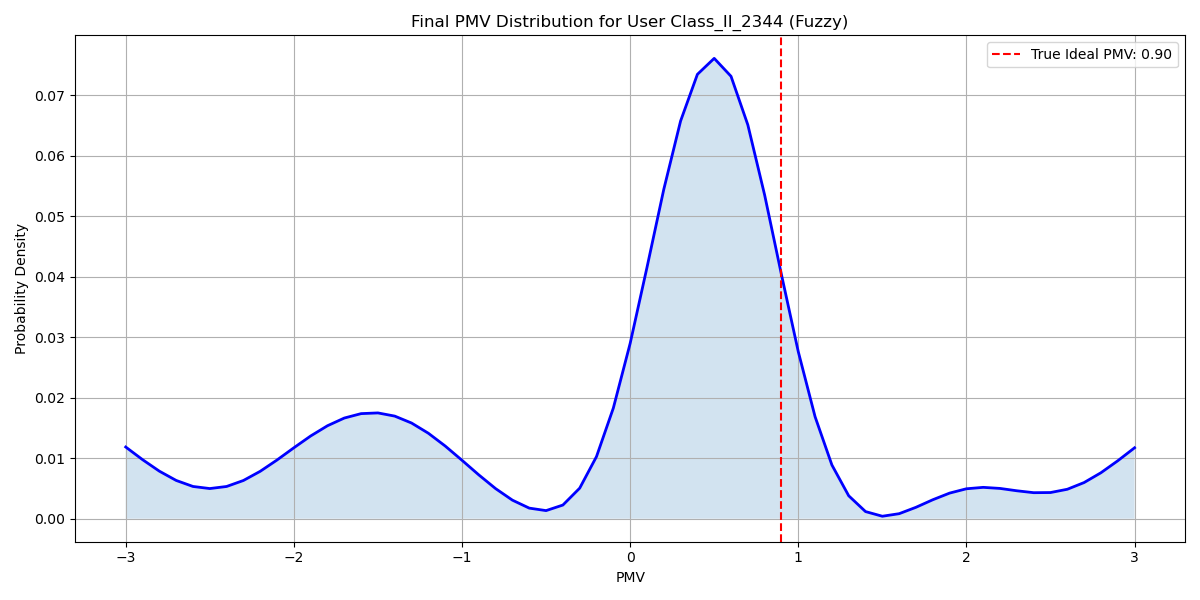 Final PMV Distribution for User Class_II_2344 (Fuzzy)
True Ideal PMV: 0.90
Probability Density
0.07
0.06
0.05
0.04
0.03
0.02
0.01
0.00
−3 −2 −1 0 1 2 3
PMV